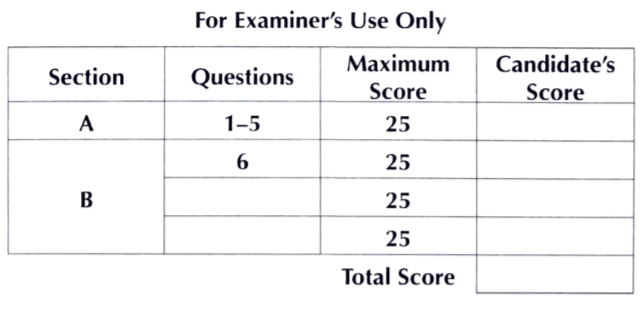 For Examiner's Use Only
Section Questions Maximum Score Candidate's Score
A 1–5 25
B 6 25
25
25
Total Score